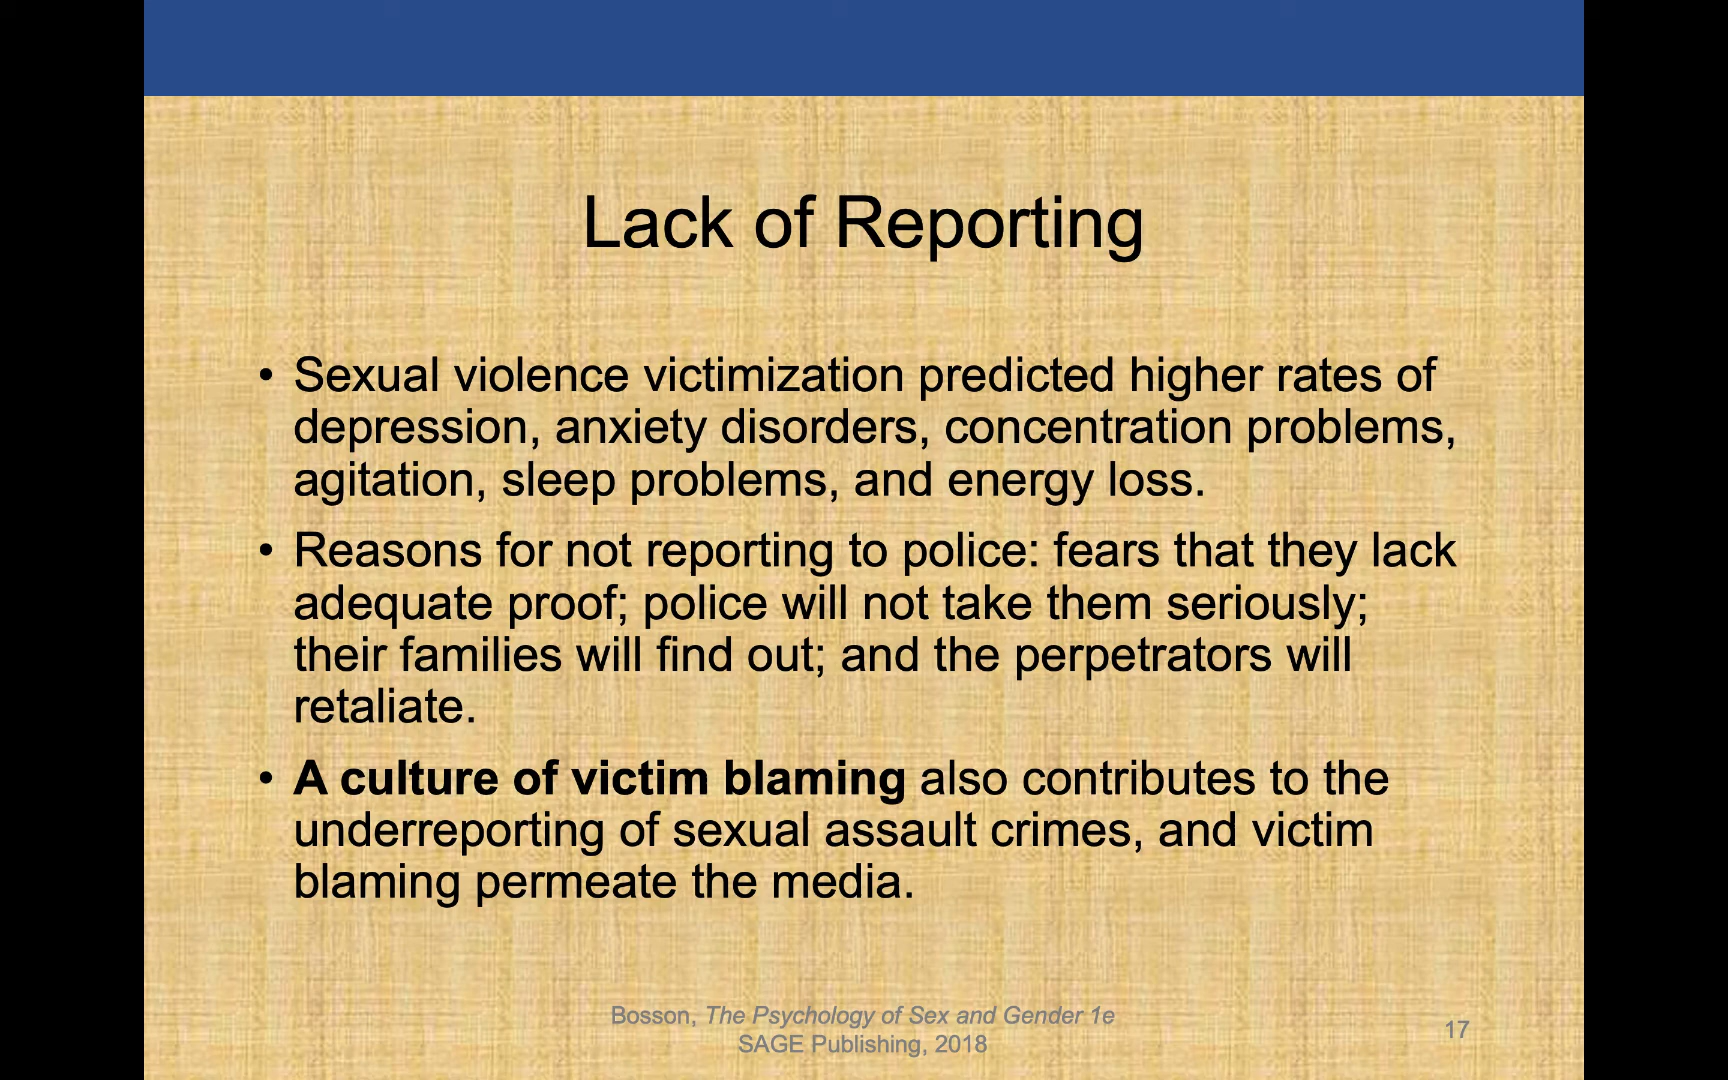 Lack of Reporting
• Sexual violence victimization predicted higher rates of
depression, anxiety disorders, concentration problems,
agitation, sleep problems, and energy loss.
• Reasons for not reporting to police: fears that they lack
adequate proof; police will not take them seriously;
their families will find out; and the perpetrators will
retaliate.
• A culture of victim blaming also contributes to the
underreporting of sexual assault crimes, and victim
blaming permeate the media.
Bosson, The Psychology of Sex and Gender 1e
SAGE Publishing, 2018
17